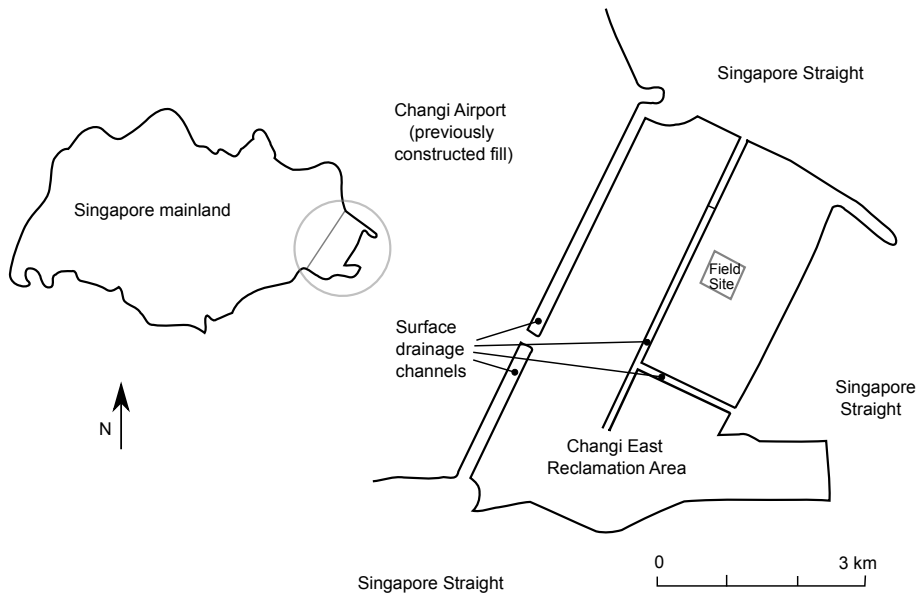 Singapore Straight
Changi Airport
(previously
constructed fill)
Singapore mainland
Field
Site
Surface
drainage
channels
Singapore
Straight
N
Changi East
Reclamation Area
0 3 km
Singapore Straight